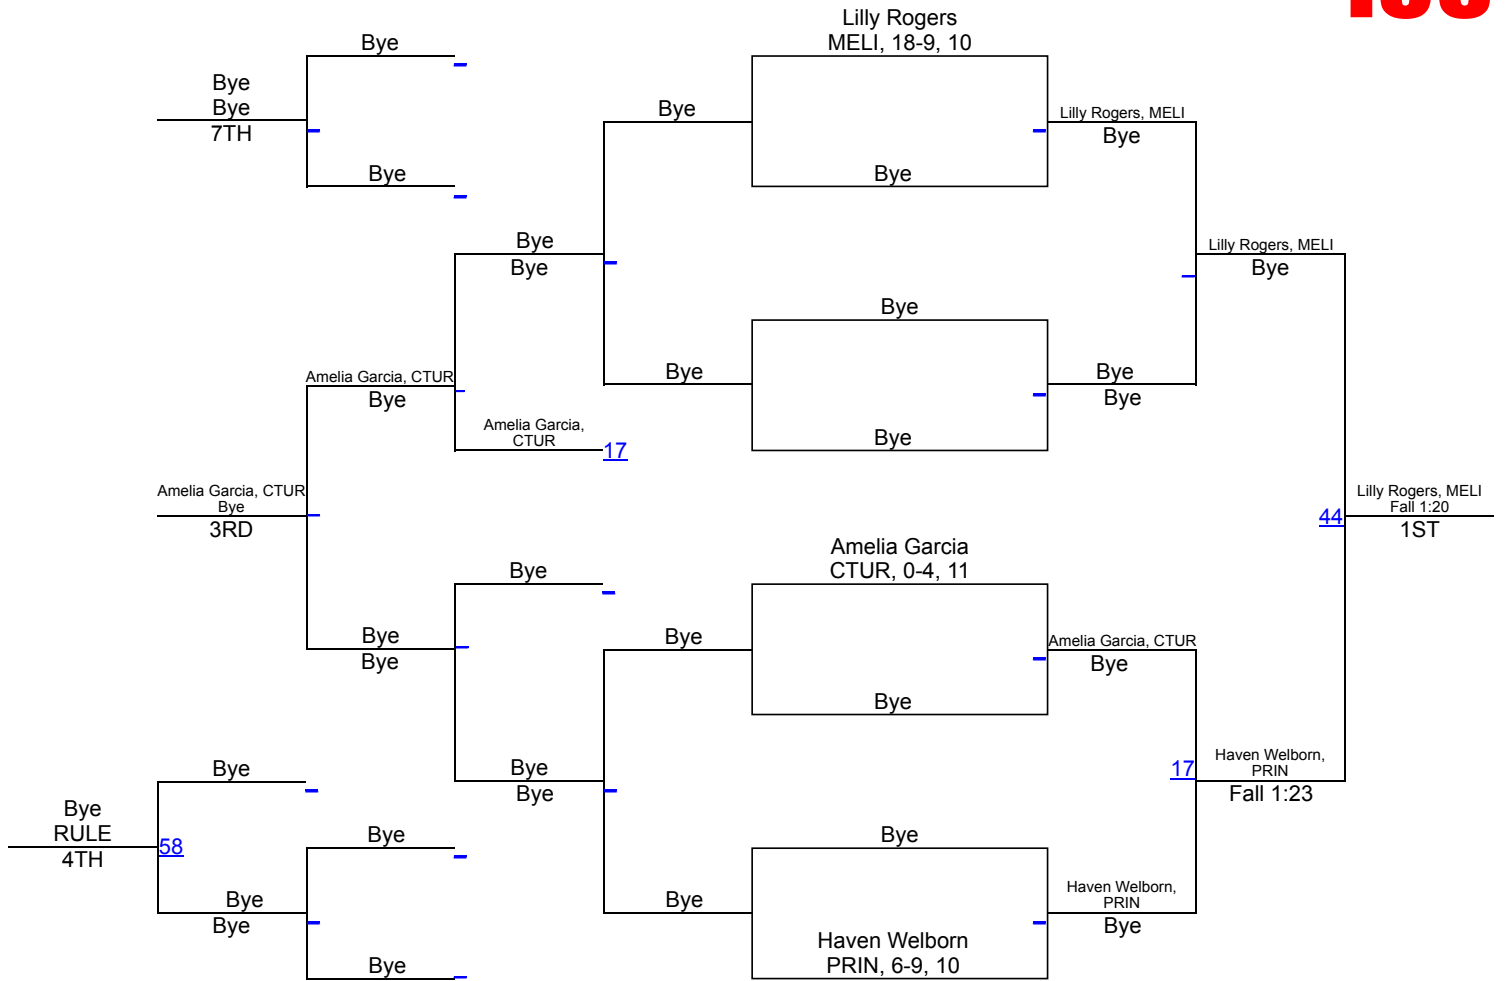 Lilly Rogers
MELI, 18-9, 10
Bye
Bye
Bye
7TH
Bye
Lilly Rogers, MELI
Bye
Bye
Bye
Bye
Bye
Lilly Rogers, MELI
Bye
Bye
Amelia Garcia, CTUR
Bye
Bye
Bye
Bye
Amelia Garcia,
CTUR
17
Bye
Amelia Garcia, CTUR
Bye
3RD
44
Lilly Rogers, MELI
Fall 1:20
1ST
Amelia Garcia
CTUR, 0-4, 11
Bye
Bye
Bye
Bye
Amelia Garcia, CTUR
Bye
Bye
Bye
Bye
Bye
17
Haven Welborn,
PRIN
Fall 1:23
Bye
RULE
4TH
58
Bye
Bye
Bye
Bye
Bye
Haven Welborn,
PRIN
Bye
Haven Welborn
PRIN, 6-9, 10
Bye